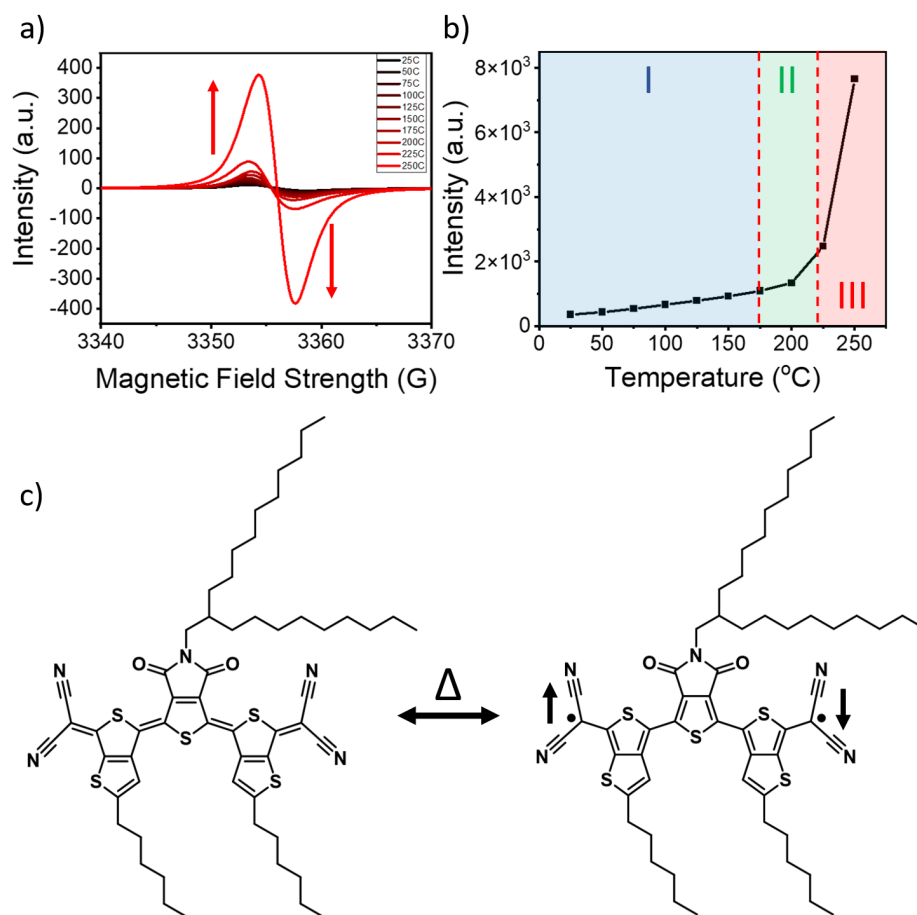 a)
Intensity (a.u.)
400
300
200
100
0
-100
-200
-300
-400
25C
50C
75C
100C
125C
150C
175C
200C
225C
250C
3340
3350
3360
3370
Magnetic Field Strength (G)
b)
Intensity (a.u.)
8×10³
6×10³
4×10³
2×10³
0
I
II
III
0
50
100
150
200
250
Temperature (°C)
c)
N
O
O
N
N
S
S
S
N
N
S
S
Δ
N
O
O
N
N
S
S
S
N
N
S
S